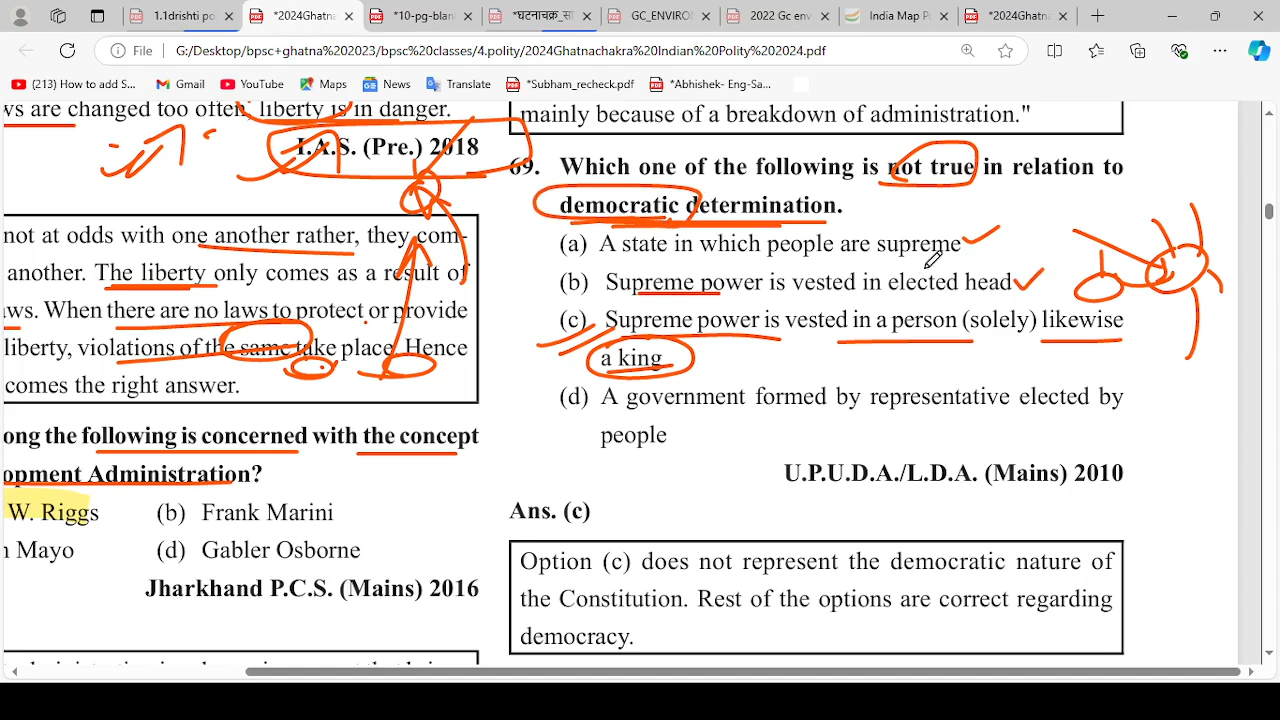 1.1drishti po
*2024Ghatna
*10-pg-blan
*घटनाचक्र_सा
GC_ENVIRO
2022 Gc env
India Map P
*2024Ghatna
File
G:/Desktop/bpsc+ghatna%202023/bpsc%20classes/4.polity/2024Ghatnachakra%20Indian%20Polity%202024.pdf
(213) How to add S...
Gmail
YouTube
Maps
News
Translate
*Subham_recheck.pdf
*Abhishek- Eng-Sa...
ws are changed too often, liberty is in danger.
I.A.S. (Pre.) 2018
not at odds with one another rather, they com-
another. The liberty only comes as a result of
aws. When there are no laws to protect or provide
liberty, violations of the same take place. Hence
comes the right answer.
ong the following is concerned with the concept
opment Administration?
W. Riggs (b) Frank Marini
n Mayo (d) Gabler Osborne
Jharkhand P.C.S. (Mains) 2016
mainly because of a breakdown of administration."
69. Which one of the following is not true in relation to
democratic determination.
(a) A state in which people are supreme
(b) Supreme power is vested in elected head
(c) Supreme power is vested in a person (solely) likewise
a king
(d) A government formed by representative elected by
people
U.P.U.D.A./L.D.A. (Mains) 2010
Ans. (c)
Option (c) does not represent the democratic nature of
the Constitution. Rest of the options are correct regarding
democracy.